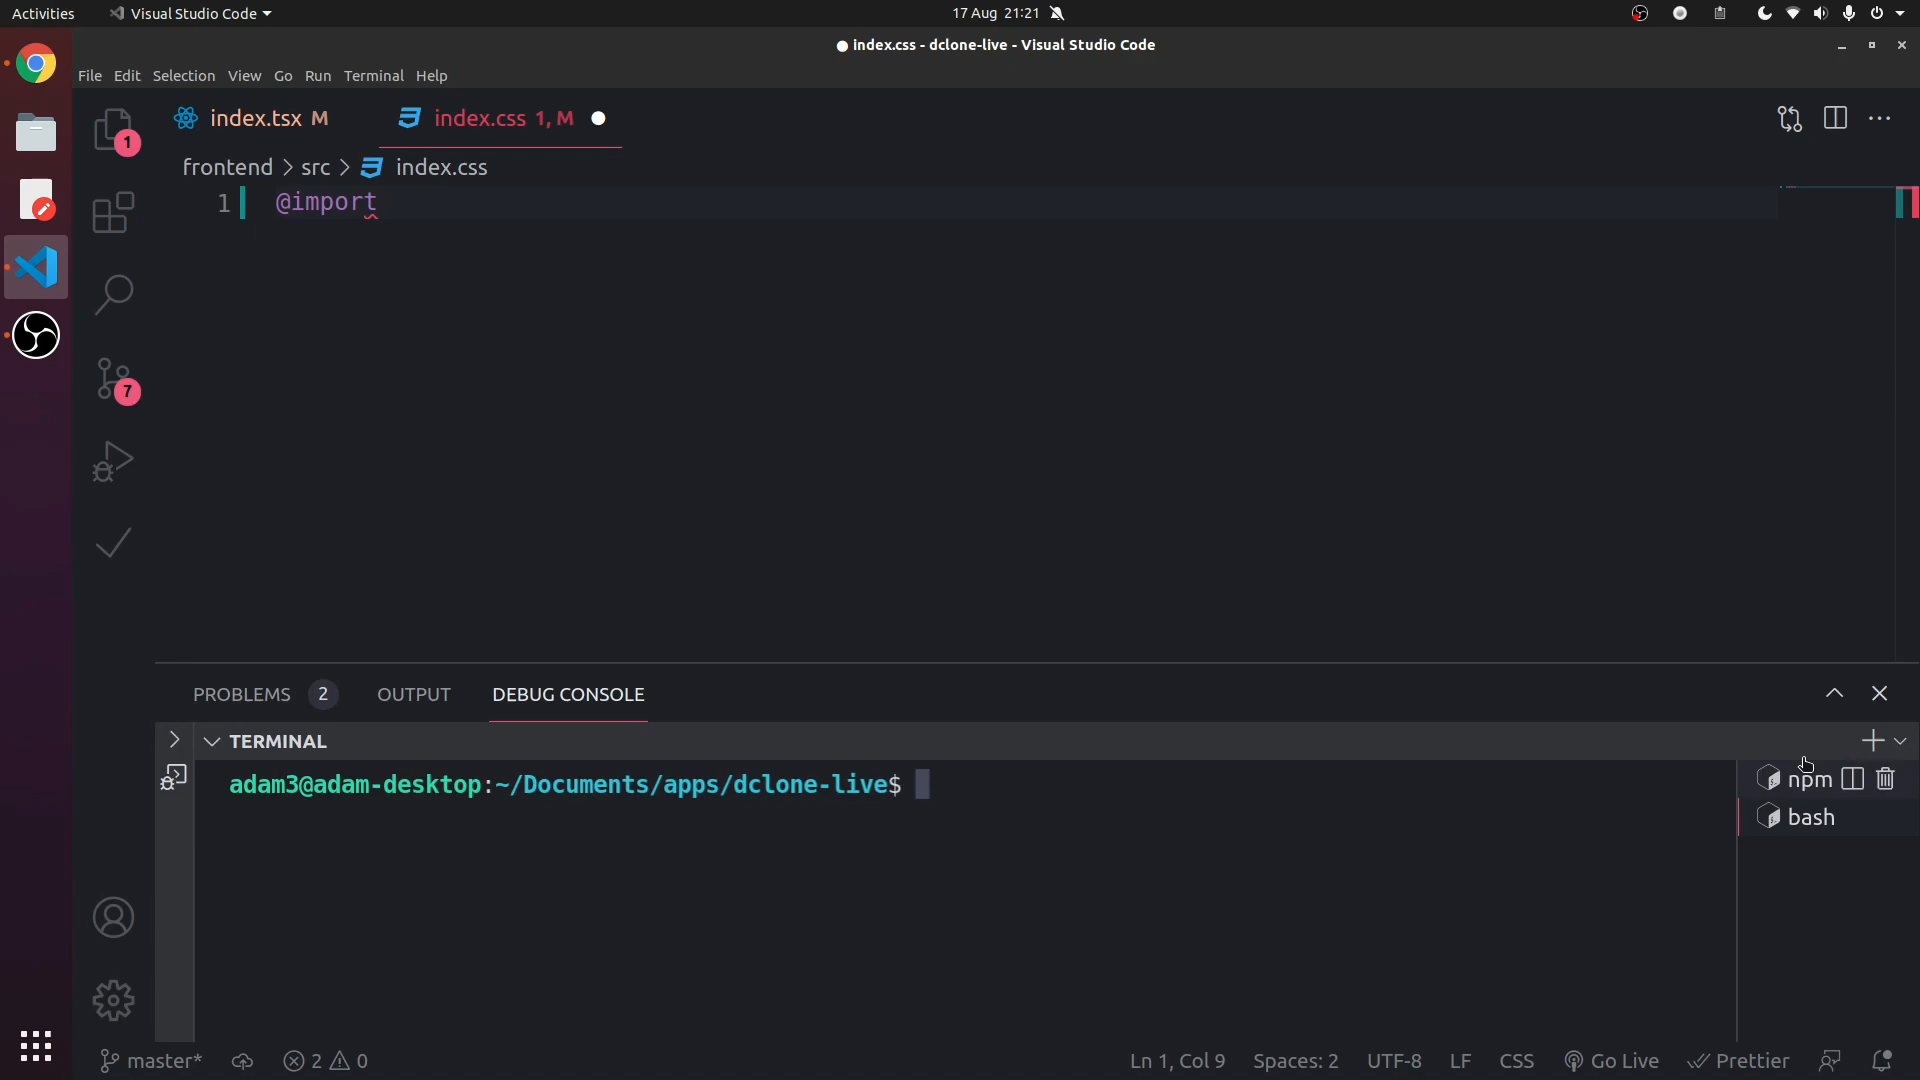 Activities
Visual Studio Code
17 Aug 21:21
● index.css - dclone-live - Visual Studio Code
File Edit Selection View Go Run Terminal Help
index.tsx M
index.css 1, M
1
frontend > src > index.css
1 @import
7
PROBLEMS 2 OUTPUT DEBUG CONSOLE
TERMINAL
adam3@adam-desktop:~/Documents/apps/dclone-live$
npm
bash
master* 2 0
Ln 1, Col 9 Spaces: 2 UTF-8 LF CSS Go Live Prettier